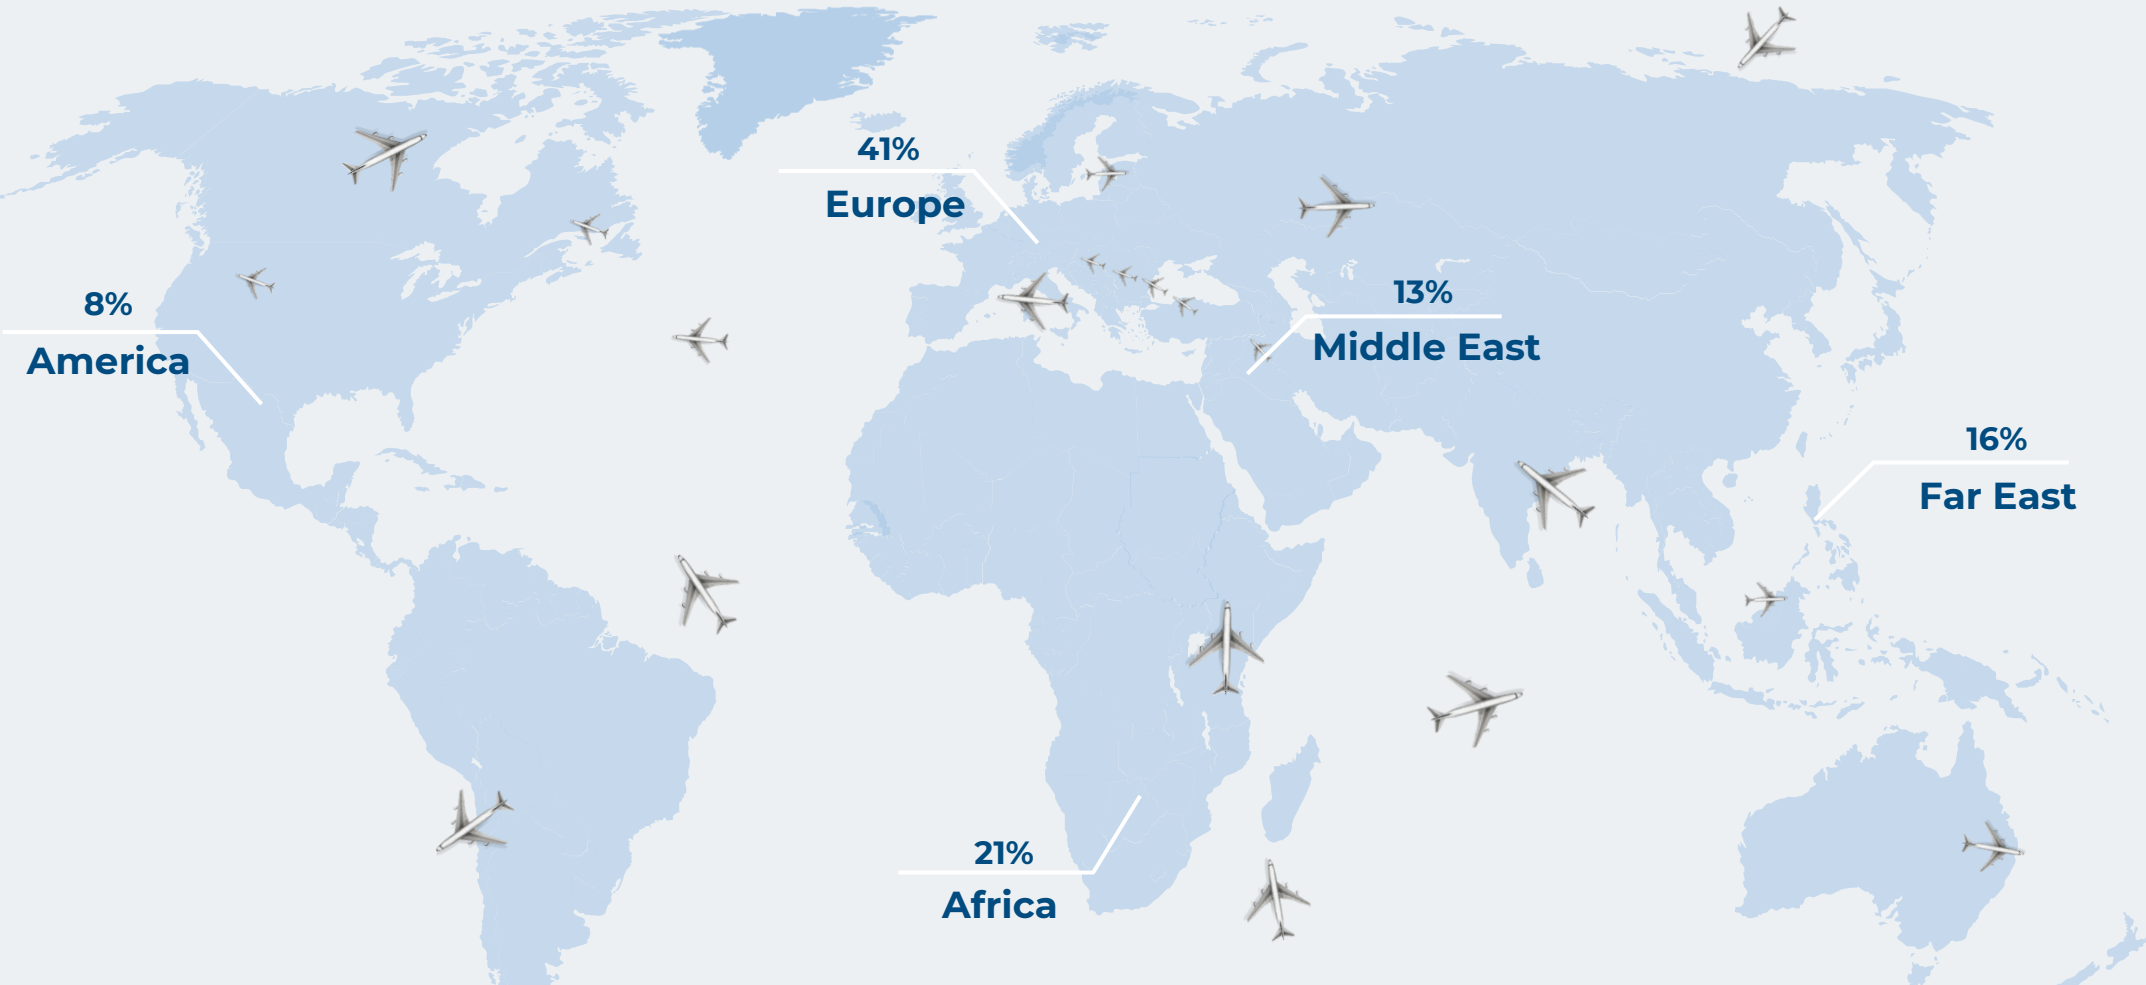 41%
Europe
8%
America
13%
Middle East
16%
Far East
21%
Africa